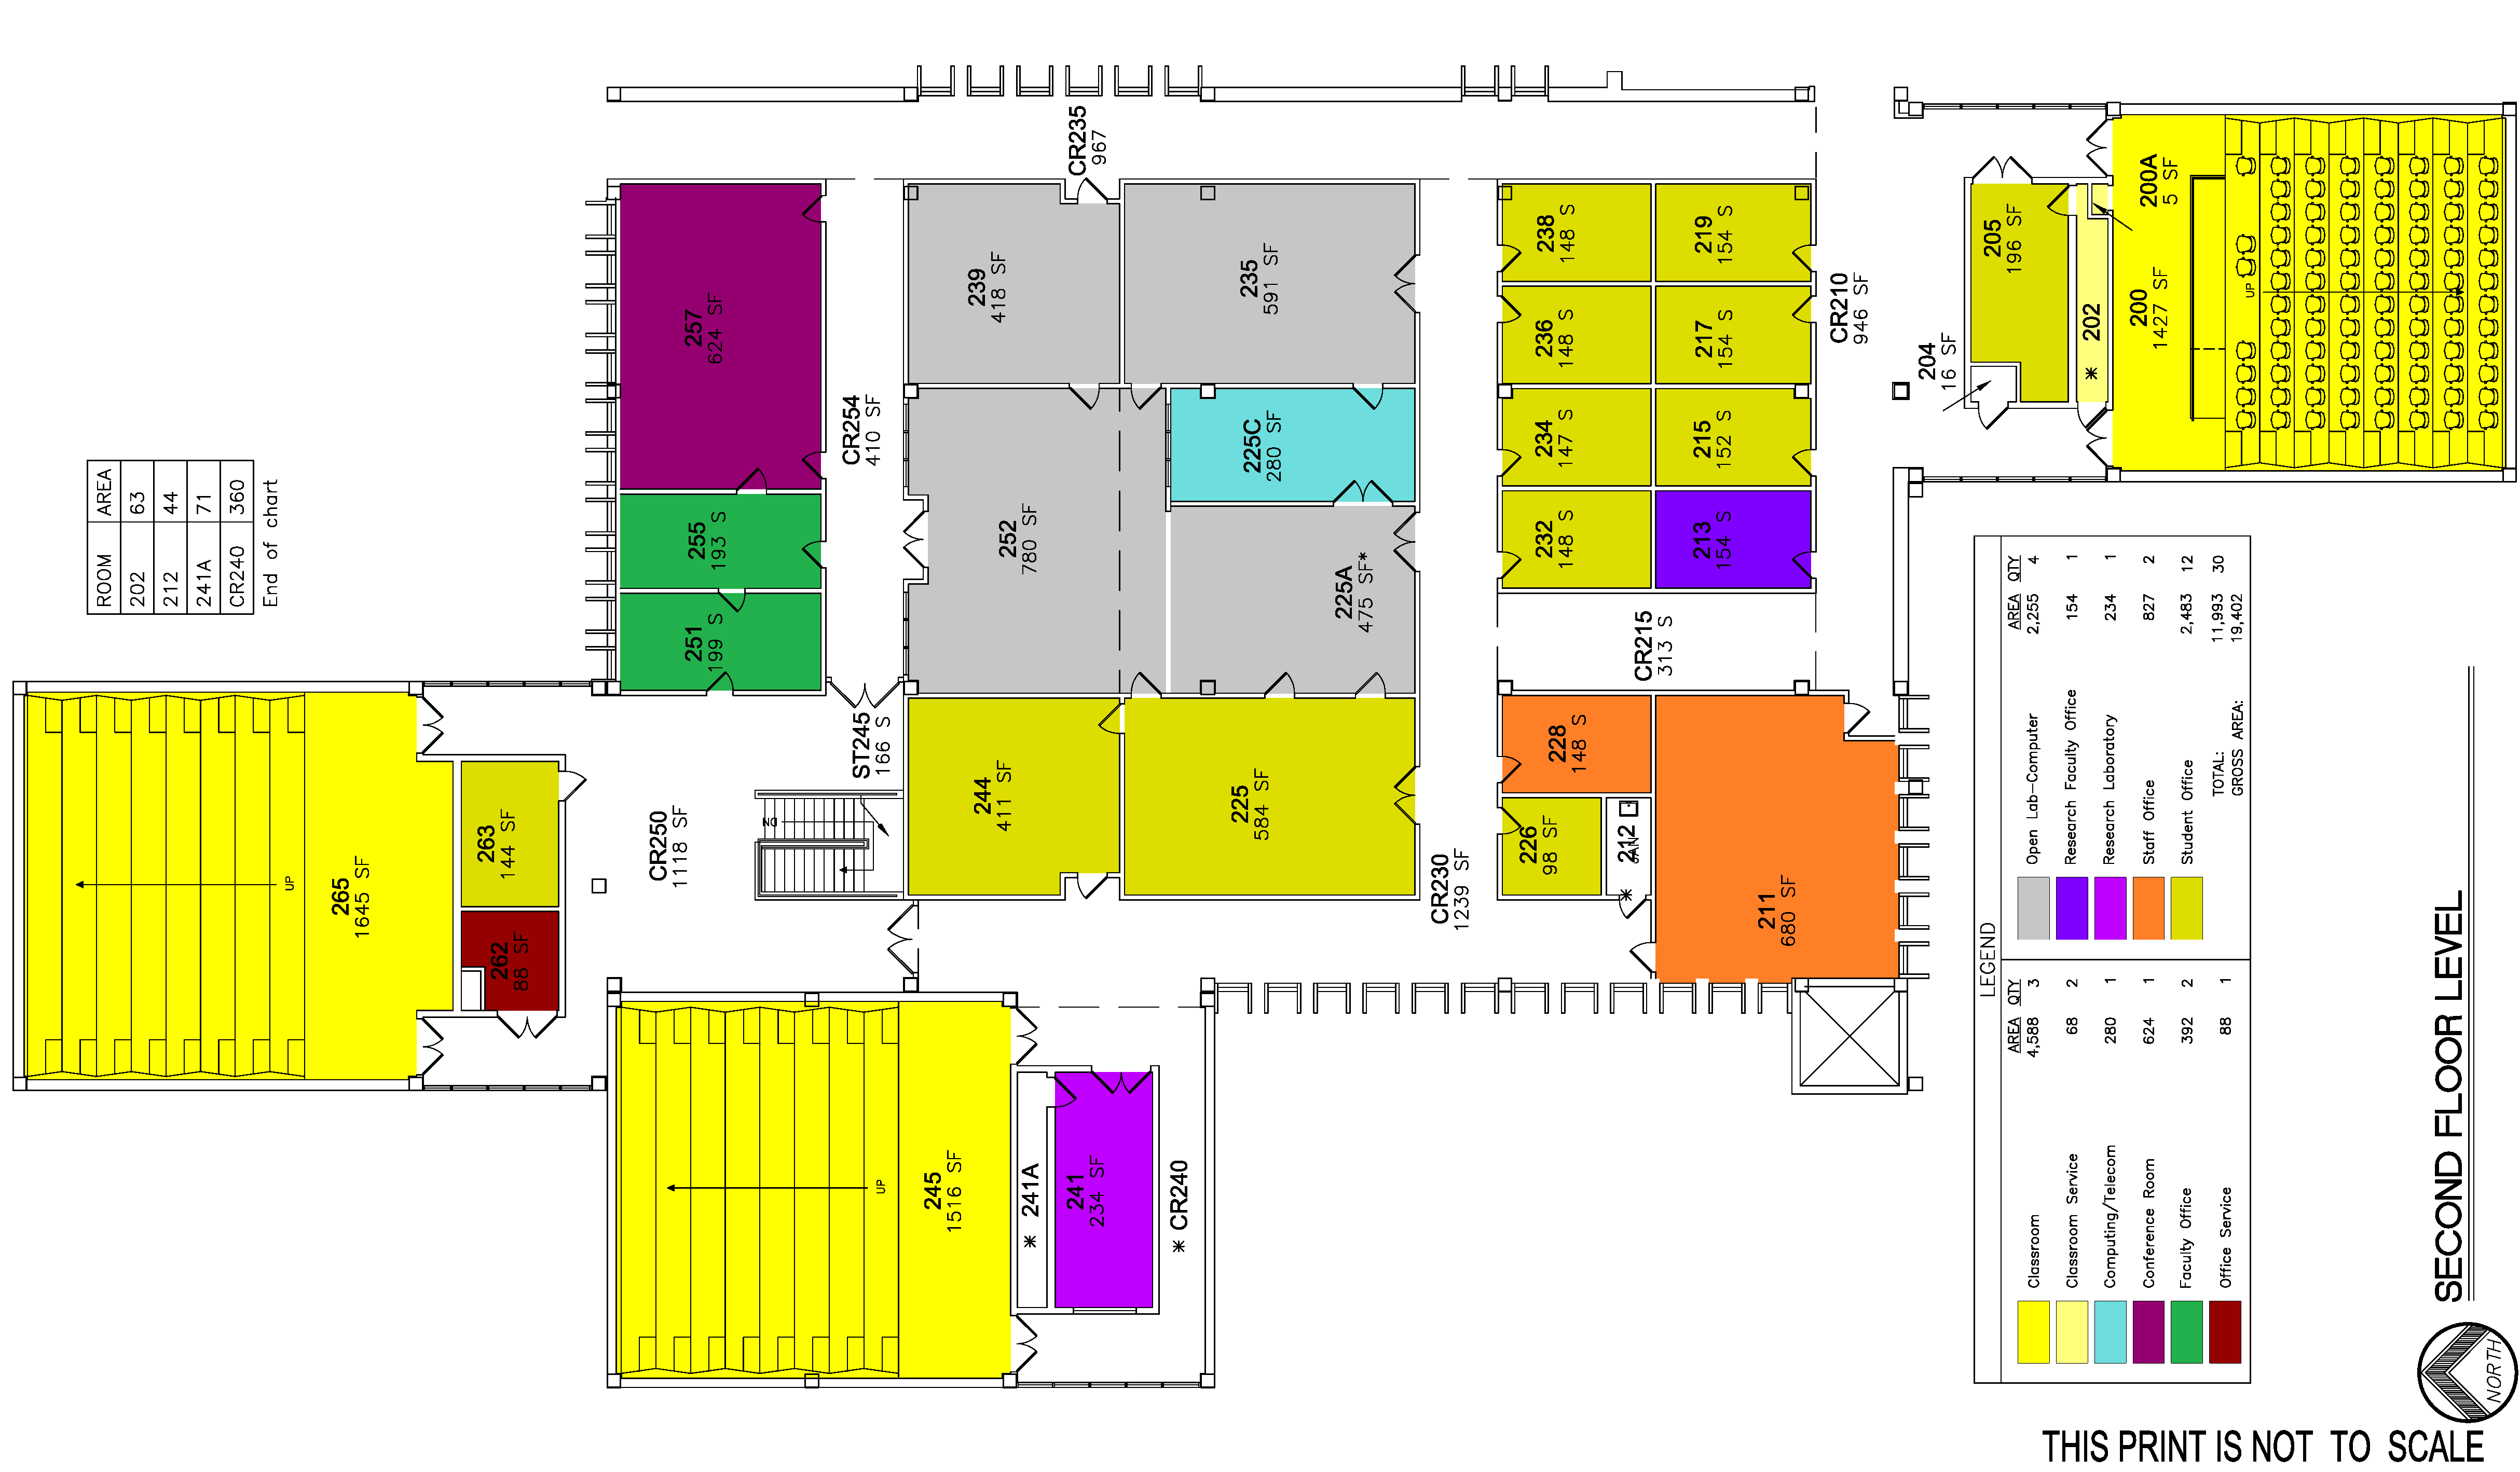 ROOM AREA
202 63
212 44
241A 71
CR240 360
End of chart
CR235
967
257
624 SF
255
193 S
251
199 S
CR254
410 SF
239
418 SF
235
591 SF
252
780 SF
225C
280 SF
225A
475 SF*
238
148 S
219
154 S
236
148 S
217
154 S
234
147 S
215
152 S
232
148 S
213
154 S
CR210
946 SF
204
16 SF
205
196 SF
* 202
200A
5 SF
200
1427 SF
UP
CR215
313 S
ST245
166 S
DN
244
411 SF
225
584 SF
228
148 S
226
98 SF
* 212
JAN
211
680 SF
CR230
1239 SF
CR250
1118 SF
263
144 SF
262
88 SF
265
1645 SF
UP
245
1516 SF
UP
* 241A
241
234 SF
* CR240
LEGEND
AREA QTY
Classroom 4,588 3
Classroom Service 68 2
Computing/Telecom 280 1
Conference Room 624 1
Faculty Office 392 2
Office Service 88 1
AREA QTY
Open Lab-Computer 2,255 4
Research Faculty Office 154 1
Research Laboratory 234 1
Staff Office 827 2
Student Office 2,483 12
TOTAL: 11,993 30
GROSS AREA: 19,402
SECOND FLOOR LEVEL
NORTH
THIS PRINT IS NOT TO SCALE